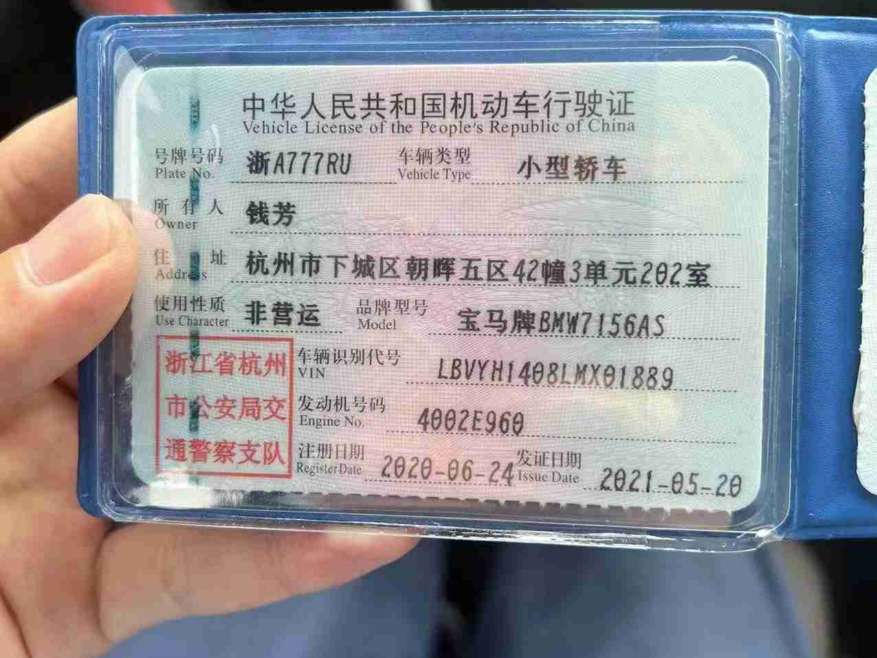 中华人民共和国机动车行驶证
Vehicle License of the People's Republic of China
号牌号码 浙A777RU 车辆类型 小型轿车
Plate No. Vehicle Type
所有人 钱芳
Owner
住址 杭州市下城区朝晖五区42幢3单元202室
Address
使用性质 非营运 品牌型号 宝马牌BMW7156AS
Use Character Model
浙江省杭州 车辆识别代号 LBVYH1408LMX01889
VIN
市公安局交 发动机号码 4002E960
Engine No.
通警察支队 注册日期 2020-06-24 发证日期 2021-05-20
Register Date Issue Date